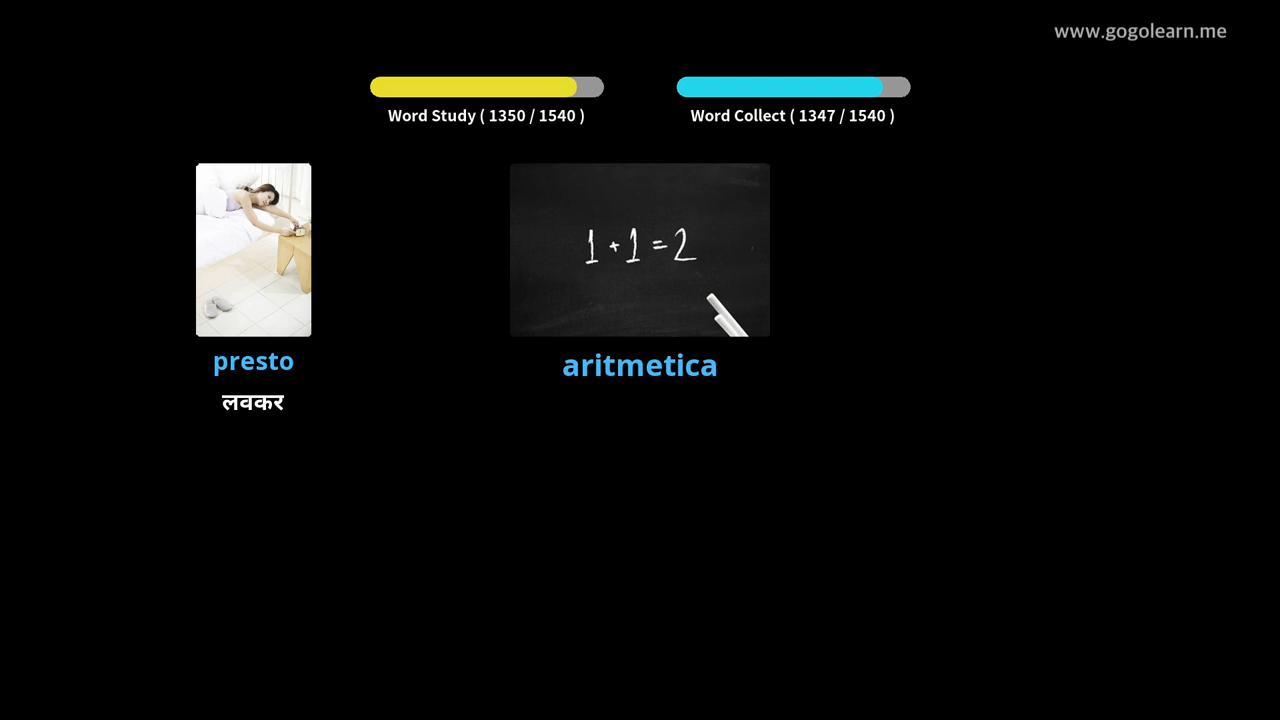 www.gogolearn.me
Word Study ( 1350 / 1540 )
Word Collect ( 1347 / 1540 )
1 + 1 = 2
presto
लवकर
aritmetica